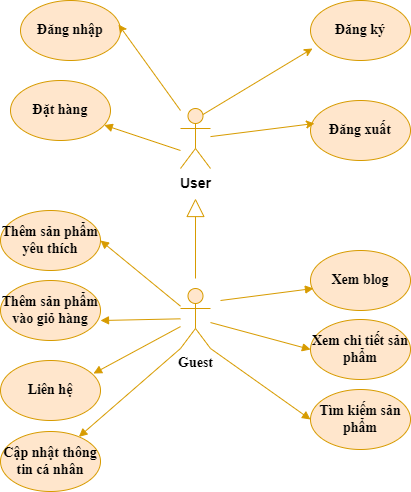 Đăng nhập
Đăng ký
Đặt hàng
Đăng xuất
User
Thêm sản phẩm
yêu thích
Xem blog
Thêm sản phẩm
vào giỏ hàng
Xem chi tiết sản
phẩm
Guest
Liên hệ
Tìm kiếm sản
phẩm
Cập nhật thông
tin cá nhân